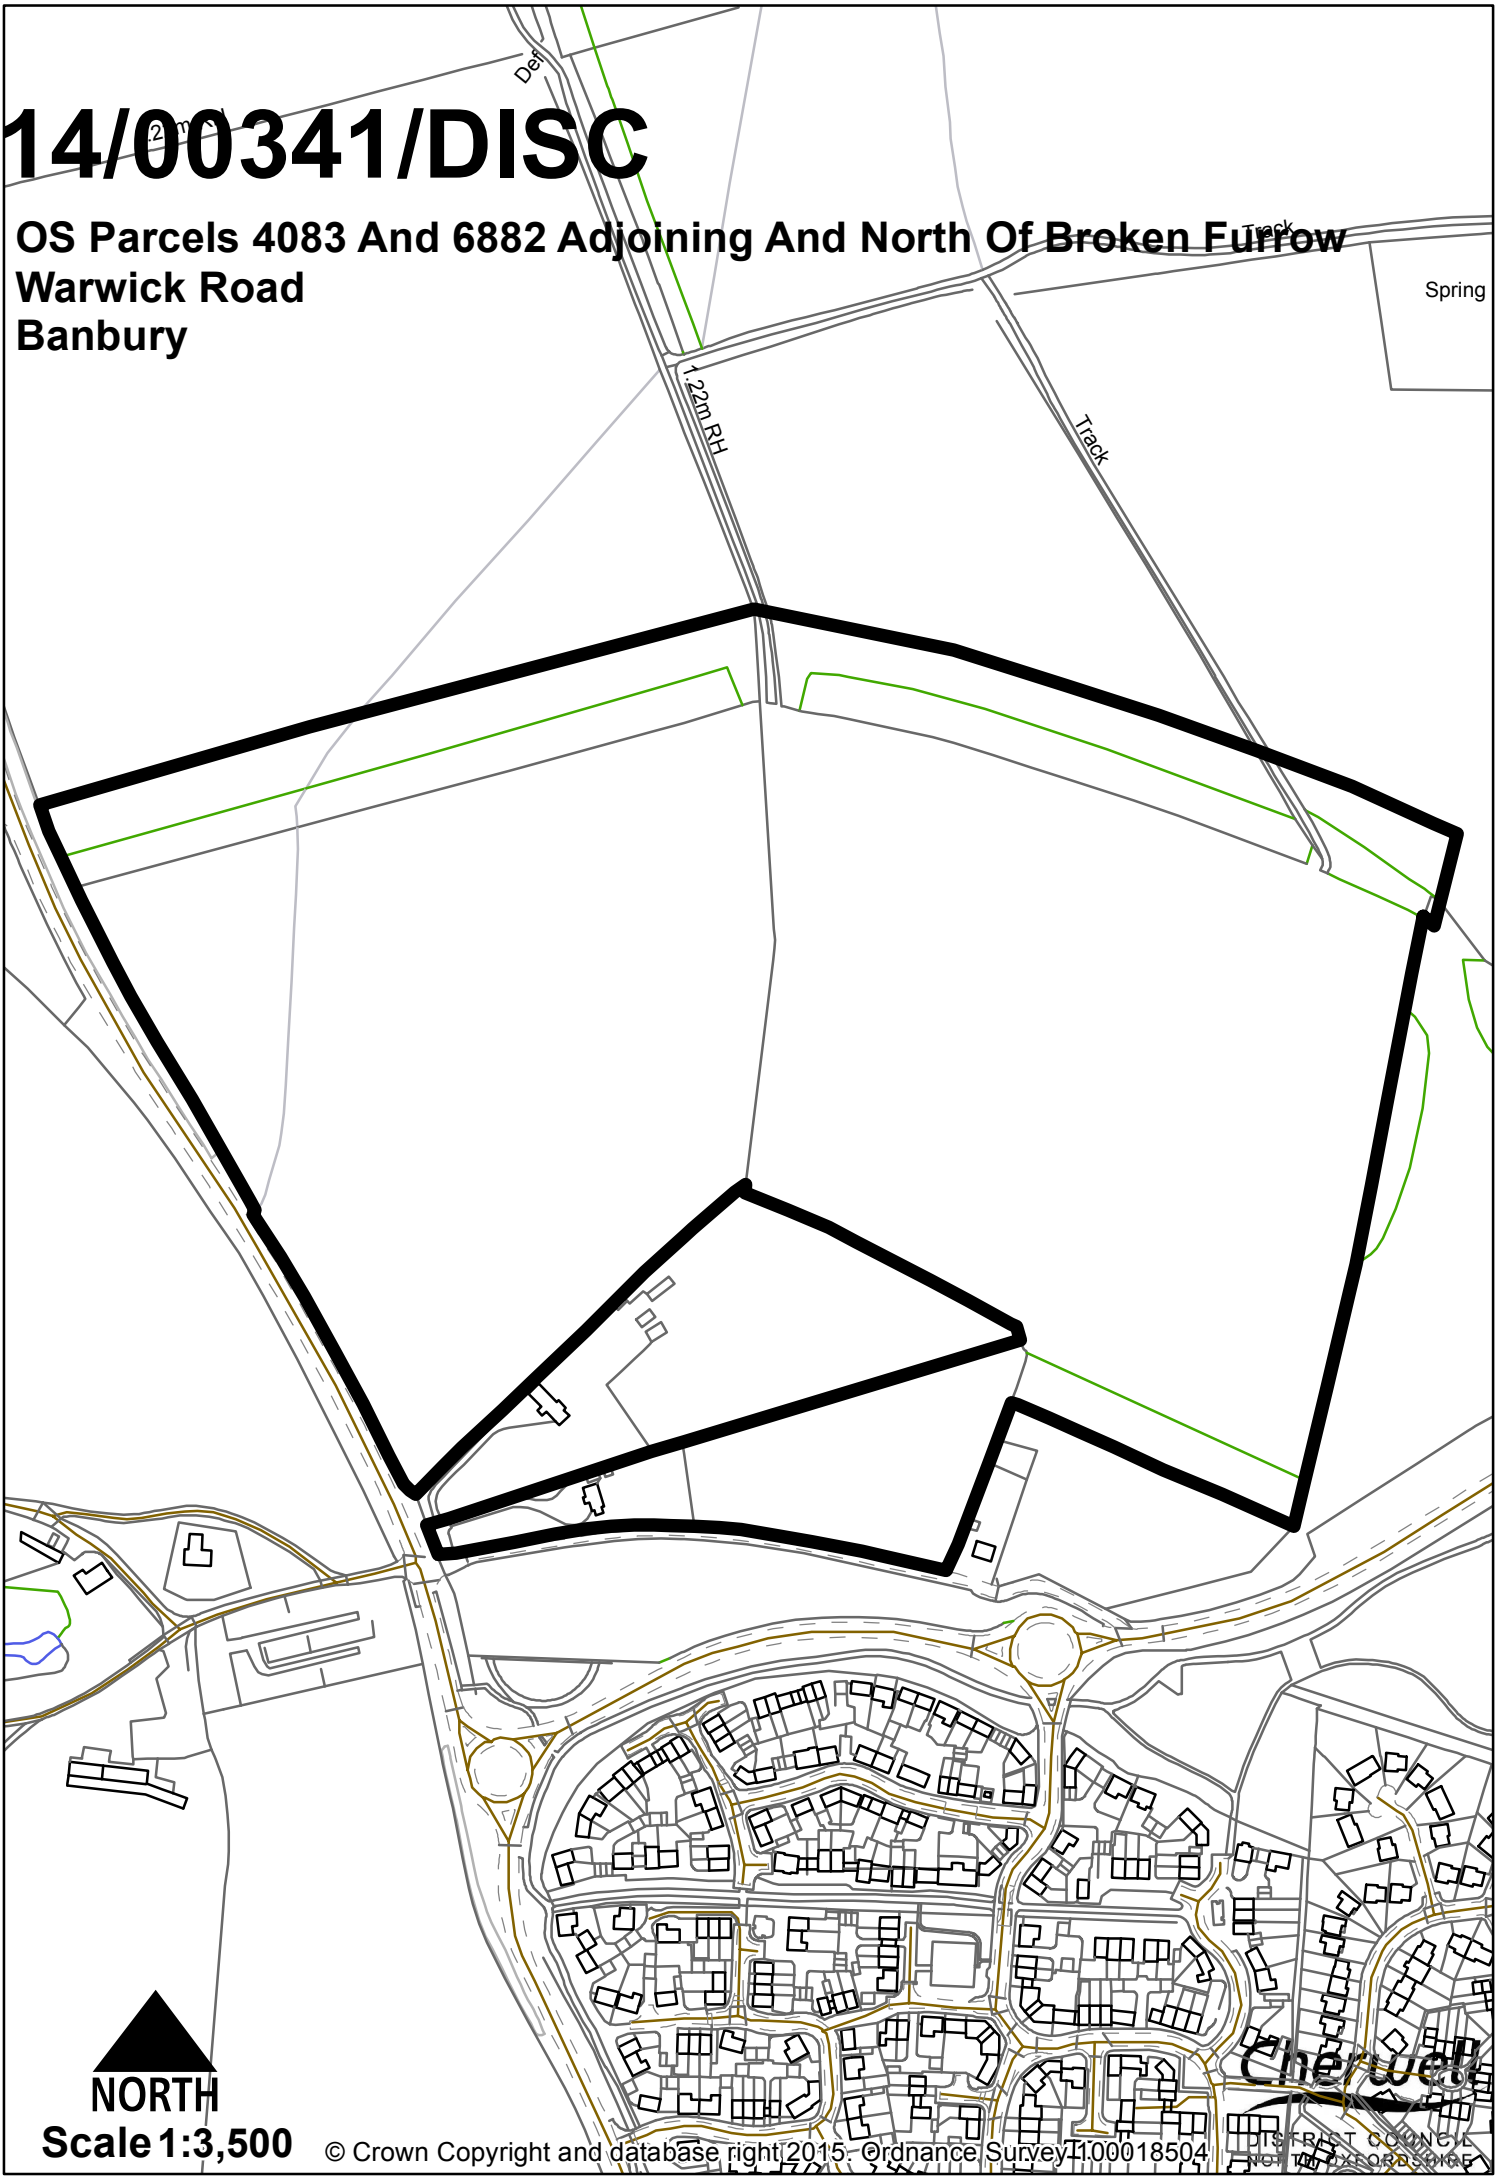 Def
14/00341/DISC
OS Parcels 4083 And 6882 Adjoining And North Of Broken Furrow
Track
Warwick Road
Spring
Banbury
1.22m RH
Track
NORTH
Scale 1:3,500
© Crown Copyright and database right 2015. Ordnance Survey 100018504
Cherwell
DISTRICT COUNCIL
NORTH OXFORDSHIRE